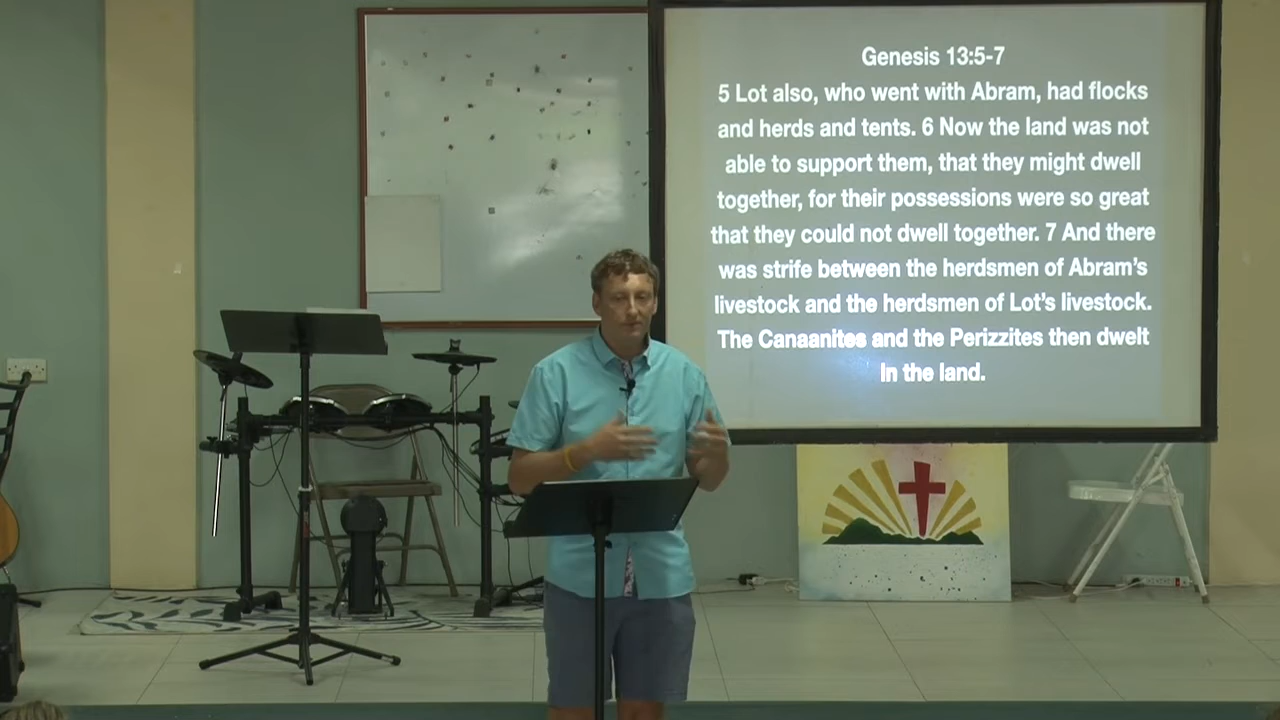 Genesis 13:5-7
5 Lot also, who went with Abram, had flocks
and herds and tents. 6 Now the land was not
able to support them, that they might dwell
together, for their possessions were so great
that they could not dwell together. 7 And there
was strife between the herdsmen of Abram's
livestock and the herdsmen of Lot's livestock.
The Canaanites and the Perizzites then dwelt
in the land.